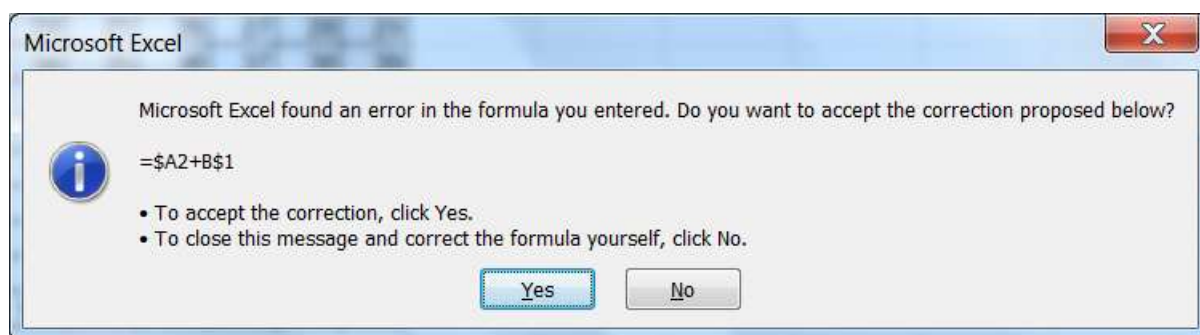 Microsoft Excel
Microsoft Excel found an error in the formula you entered. Do you want to accept the correction proposed below?
=$A2+B$1
• To accept the correction, click Yes.
• To close this message and correct the formula yourself, click No.
Yes No